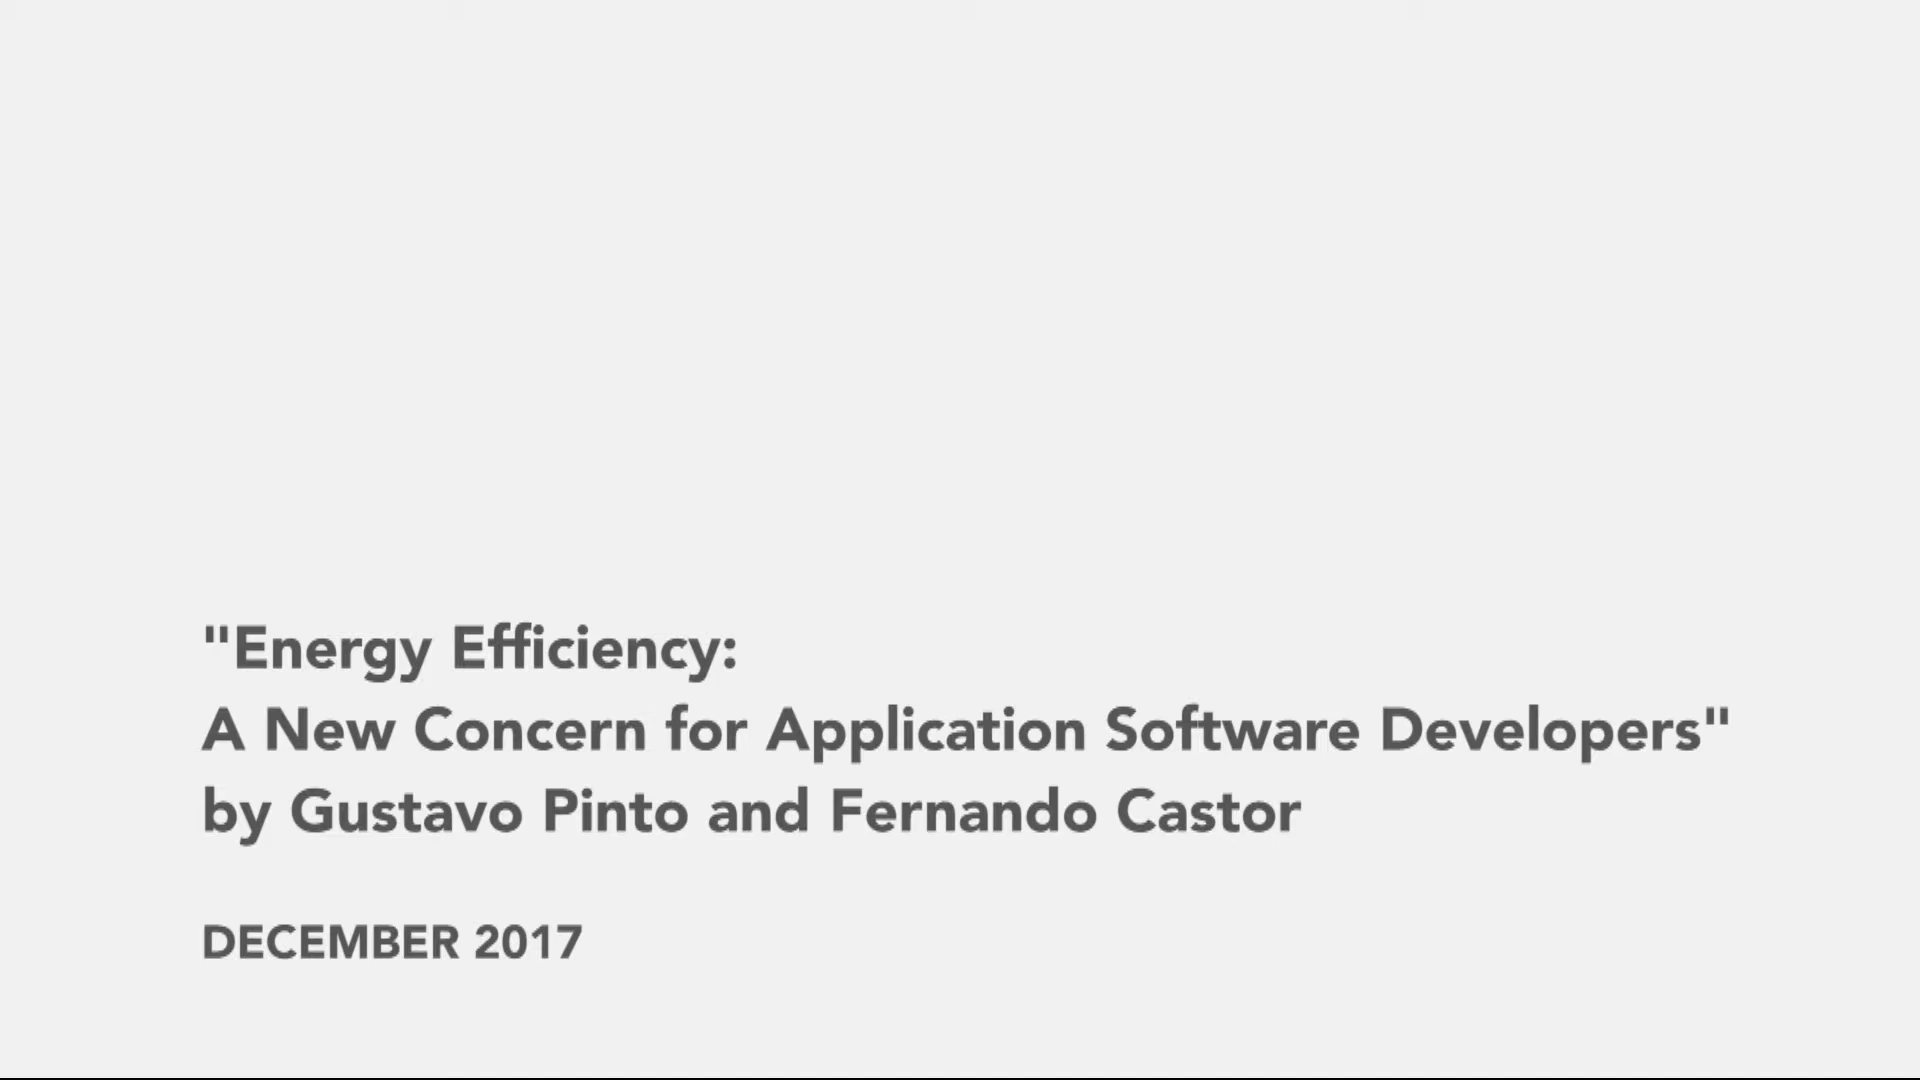 "Energy Efficiency:
A New Concern for Application Software Developers"
by Gustavo Pinto and Fernando Castor
DECEMBER 2017